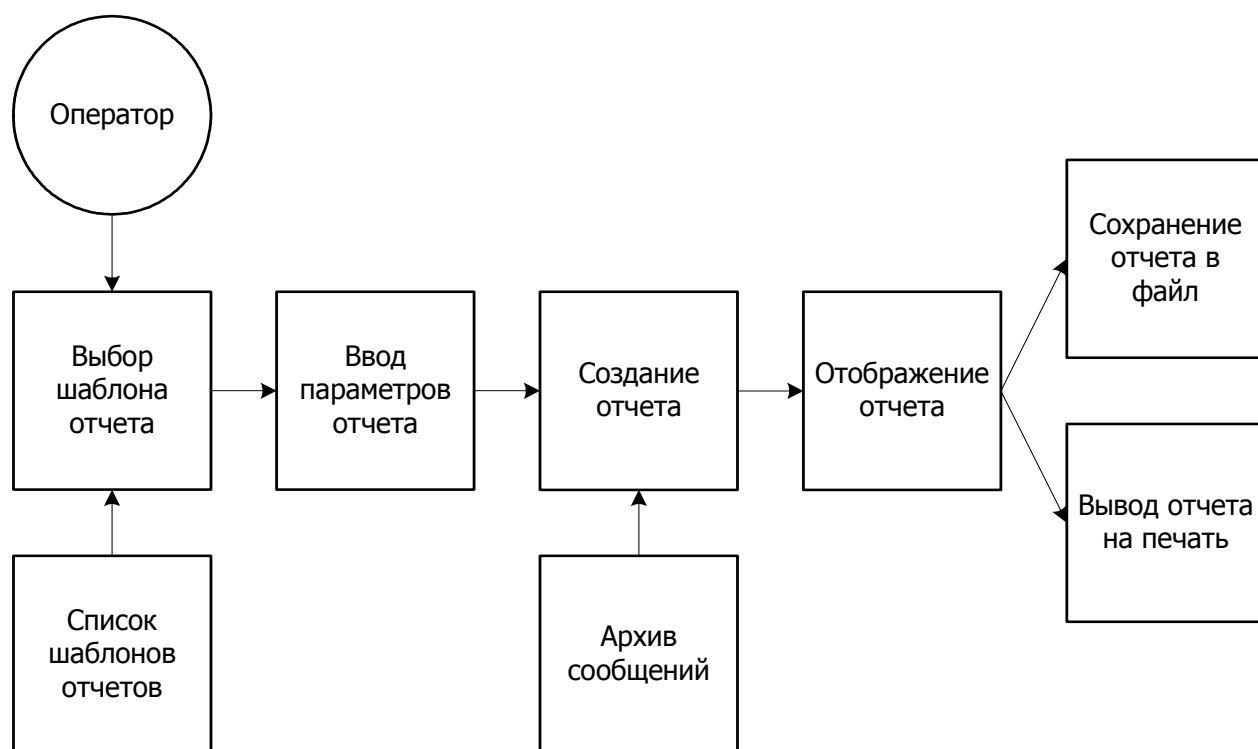 Оператор
Сохранение
отчета в
файл
Выбор
шаблона
отчета
Ввод
параметров
отчета
Создание
отчета
Отображение
отчета
Вывод отчета
на печать
Список
шаблонов
отчетов
Архив
сообщений